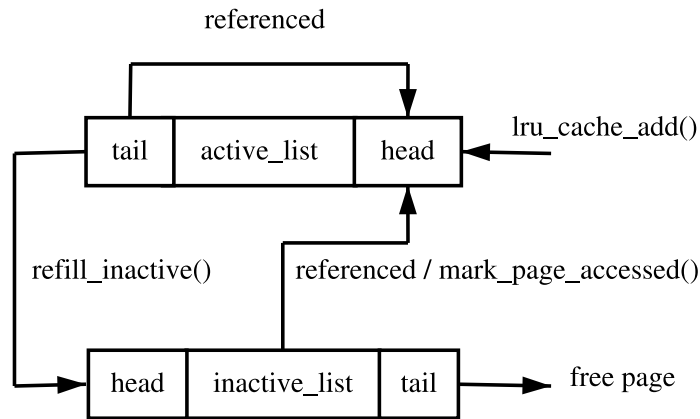 referenced
lru_cache_add()
tail active_list head
refill_inactive() referenced / mark_page_accessed()
head inactive_list tail free page